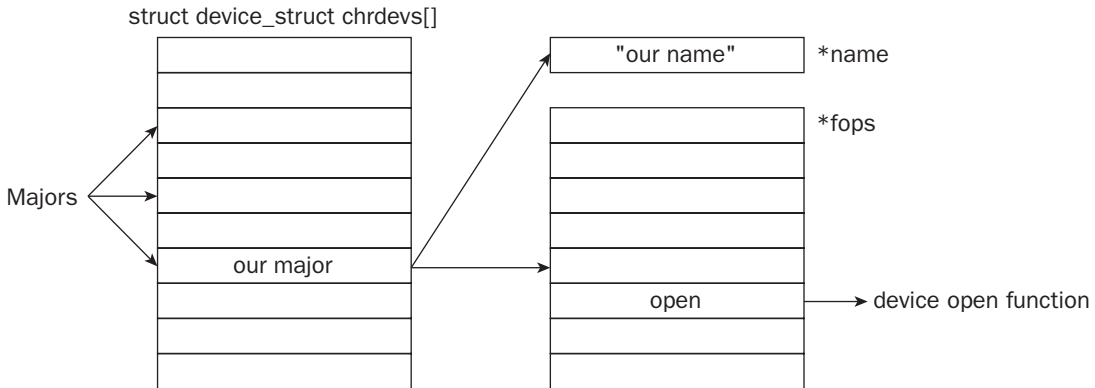 struct device_struct chrdevs[]
"our name"
*name
*fops
Majors
our major
open
device open function